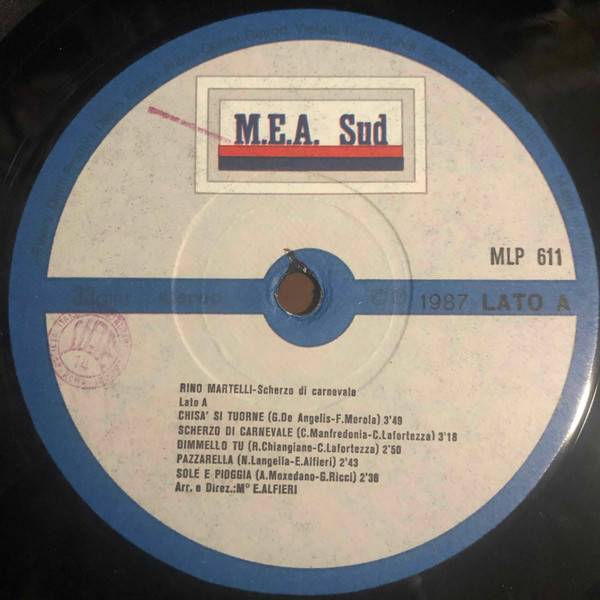 M.E.A. Sud
MLP 611
33giri stereo
© ℗ 1987 LATO A
RINO MARTELLI-Scherzo di carnevale
Lato A
CHISA' SI TUORNE (G.De Angelis-F.Merola) 3'49
SCHERZO DI CARNEVALE (C.Manfredonia-C.Lafortezza) 3'18
DIMMELLO TU (R.Chiangiano-C.Lafortezza) 2'50
PAZZARELLA (N.Langella-E.Alfieri) 2'43
SOLE E PIOGGIA (A.Moxedano-G.Ricci) 2'36
Arr. e Direz.:M° E.ALFIERI